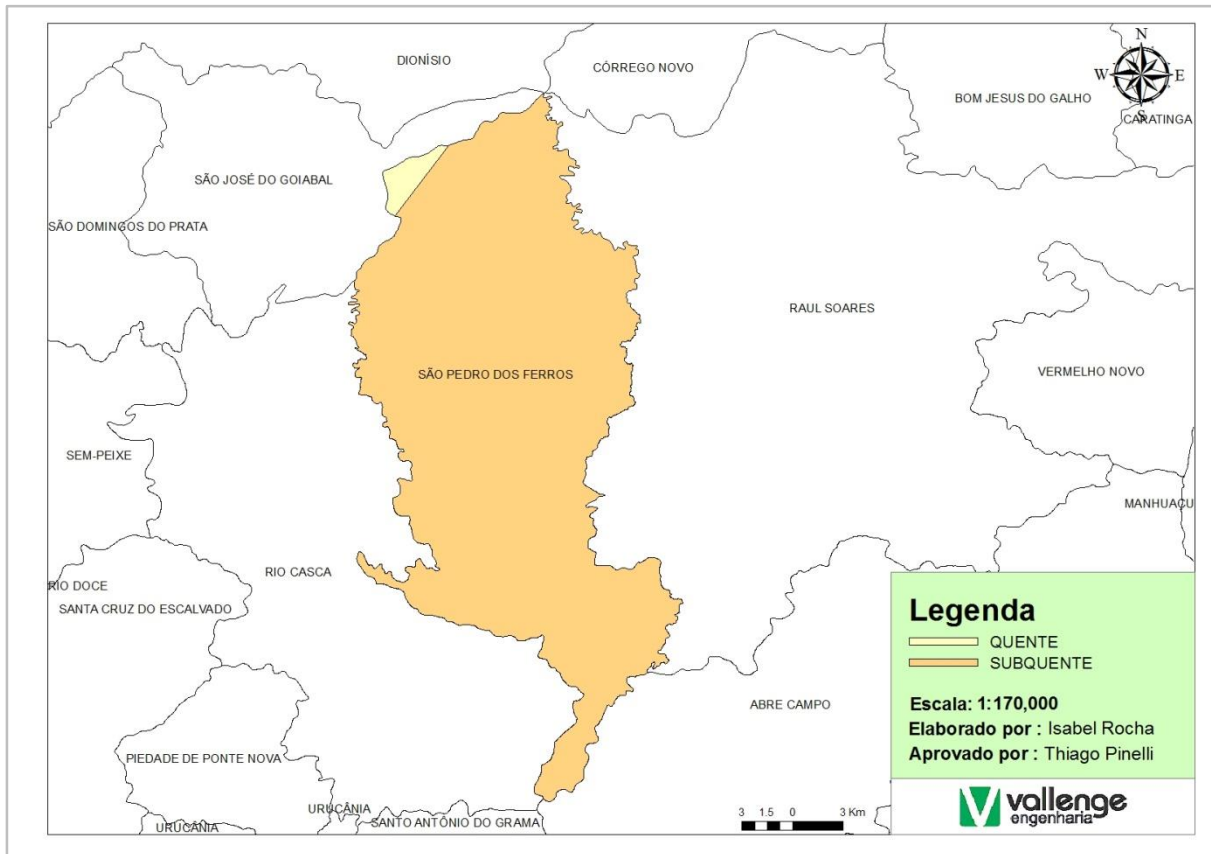 DIONÍSIO
CÓRREGO NOVO
N
W E
S
BOM JESUS DO GALHO
CARATINGA
SÃO JOSÉ DO GOIABAL
SÃO DOMINGOS DO PRATA
RAUL SOARES
SÃO PEDRO DOS FERROS
VERMELHO NOVO
SEM-PEIXE
MANHUAÇU
RIO CASCA
RIO DOCE
SANTA CRUZ DO ESCALVADO
ABRE CAMPO
PIEDADE DE PONTE NOVA
URUCÂNIA
SANTO ANTÔNIO DO GRAMA
URUCÂNIA
Legenda
QUENTE
SUBQUENTE
Escala: 1:170,000
Elaborado por : Isabel Rocha
Aprovado por : Thiago Pinelli
3 1.5 0 3 Km
vallenge
engenharia